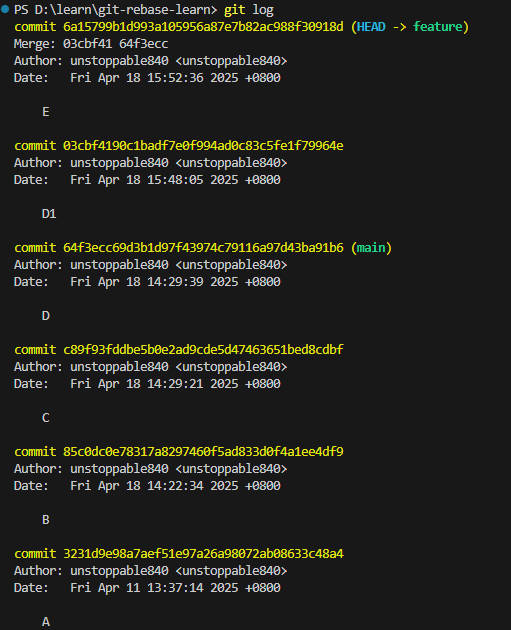 PS D:\learn\git-rebase-learn> git log
commit 6a15799b1d993a105956a87e7b82ac988f30918d (HEAD -> feature)
Merge: 03cbf41 64f3ecc
Author: unstoppable840 <unstoppable840>
Date:   Fri Apr 18 15:52:36 2025 +0800
E
commit 03cbf4190c1badf7e0f994ad0c83c5fe1f79964e
Author: unstoppable840 <unstoppable840>
Date:   Fri Apr 18 15:48:05 2025 +0800
D1
commit 64f3ecc69d3b1d97f43974c79116a97d43ba91b6 (main)
Author: unstoppable840 <unstoppable840>
Date:   Fri Apr 18 14:29:39 2025 +0800
D
commit c89f93fddbe5b0e2ad9cde5d47463651bed8cdbf
Author: unstoppable840 <unstoppable840>
Date:   Fri Apr 18 14:29:21 2025 +0800
C
commit 85c0dc0e78317a8297460f5ad833d0f4a1ee4df9
Author: unstoppable840 <unstoppable840>
Date:   Fri Apr 18 14:22:34 2025 +0800
B
commit 3231d9e98a7aef51e97a26a98072ab08633c48a4
Author: unstoppable840 <unstoppable840>
Date:   Fri Apr 11 13:37:14 2025 +0800
A